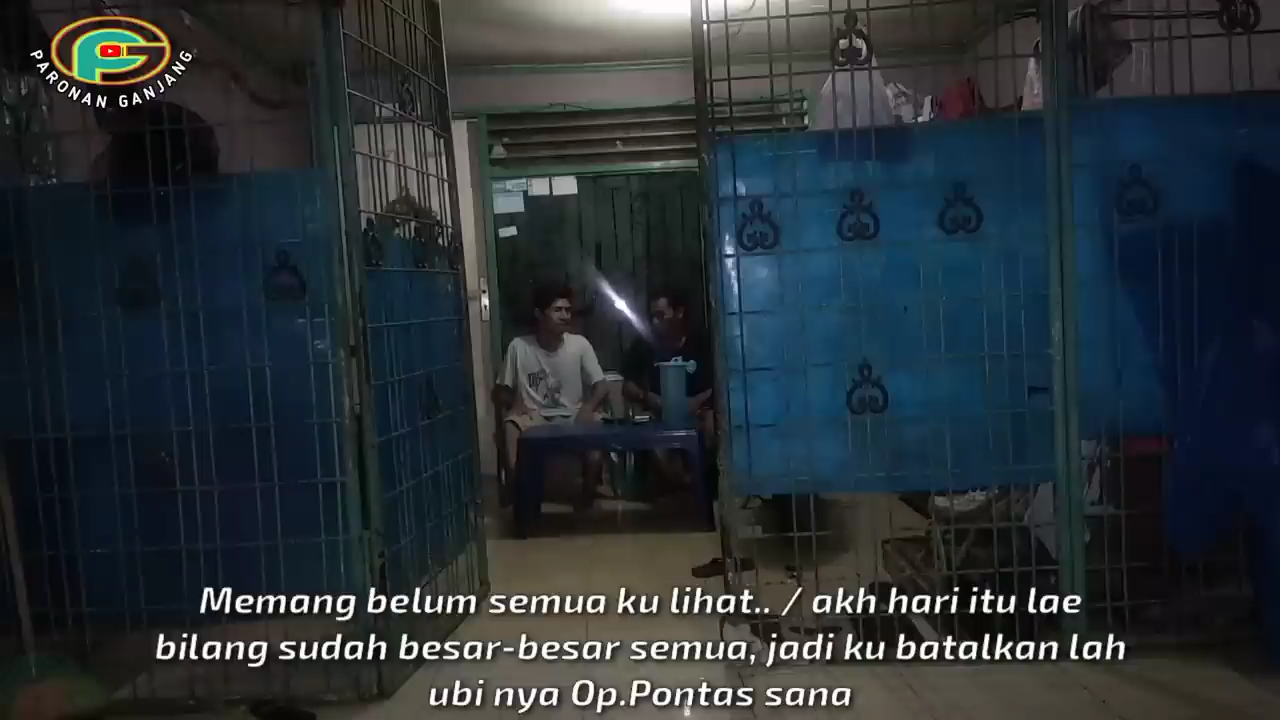 PG
PARONAN GANJANG
Memang belum semua ku lihat.. / akh hari itu lae
bilang sudah besar-besar semua, jadi ku batalkan lah
ubi nya Op.Pontas sana